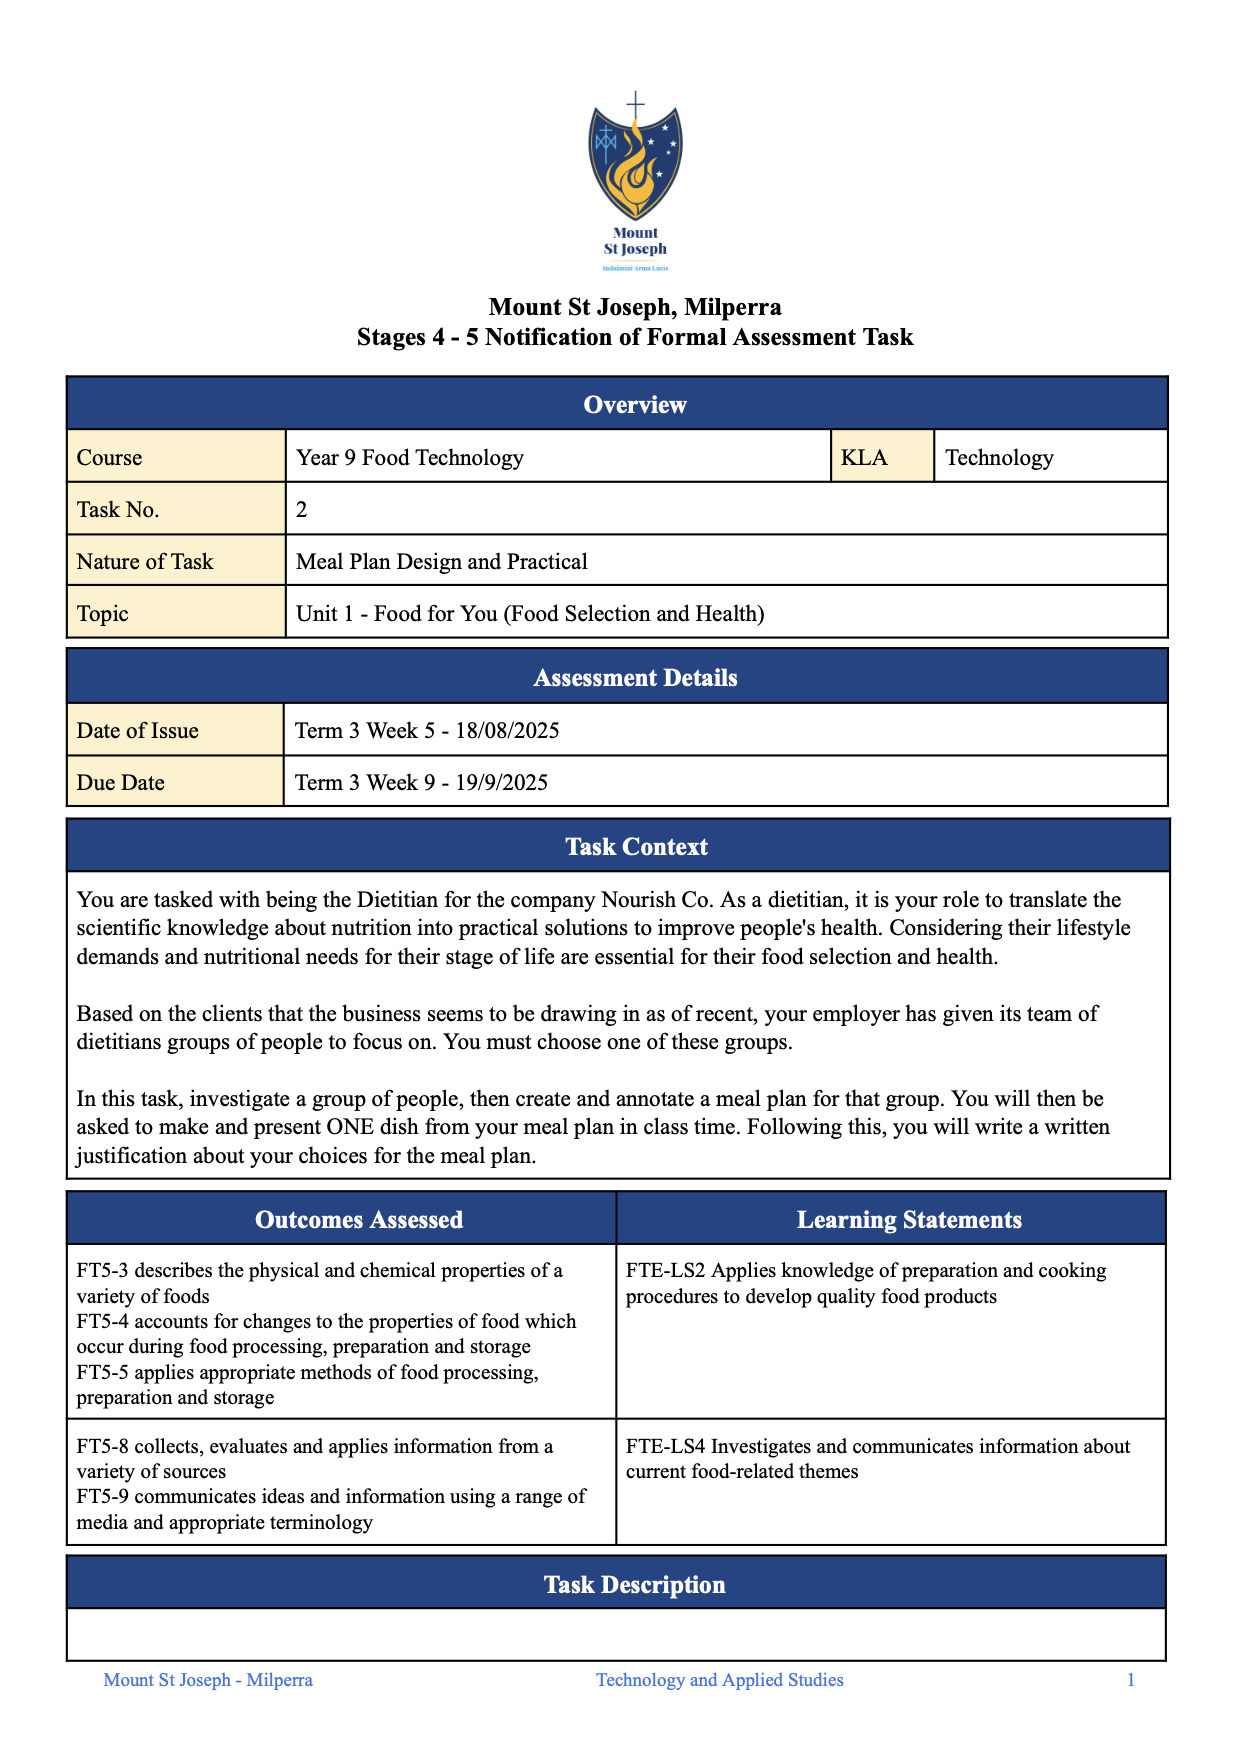 Mount
St Joseph
Induimini Arma Lucis
Mount St Joseph, Milperra
Stages 4 - 5 Notification of Formal Assessment Task
Overview
Course
Year 9 Food Technology
KLA
Technology
Task No.
2
Nature of Task
Meal Plan Design and Practical
Topic
Unit 1 - Food for You (Food Selection and Health)
Assessment Details
Date of Issue
Term 3 Week 5 - 18/08/2025
Due Date
Term 3 Week 9 - 19/9/2025
Task Context
You are tasked with being the Dietitian for the company Nourish Co. As a dietitian, it is your role to translate the
scientific knowledge about nutrition into practical solutions to improve people's health. Considering their lifestyle
demands and nutritional needs for their stage of life are essential for their food selection and health.
Based on the clients that the business seems to be drawing in as of recent, your employer has given its team of
dietitians groups of people to focus on. You must choose one of these groups.
In this task, investigate a group of people, then create and annotate a meal plan for that group. You will then be
asked to make and present ONE dish from your meal plan in class time. Following this, you will write a written
justification about your choices for the meal plan.
Outcomes Assessed
Learning Statements
FT5-3 describes the physical and chemical properties of a
variety of foods
FT5-4 accounts for changes to the properties of food which
occur during food processing, preparation and storage
FT5-5 applies appropriate methods of food processing,
preparation and storage
FTE-LS2 Applies knowledge of preparation and cooking
procedures to develop quality food products
FT5-8 collects, evaluates and applies information from a
variety of sources
FT5-9 communicates ideas and information using a range of
media and appropriate terminology
FTE-LS4 Investigates and communicates information about
current food-related themes
Task Description
Mount St Joseph - Milperra
Technology and Applied Studies
1